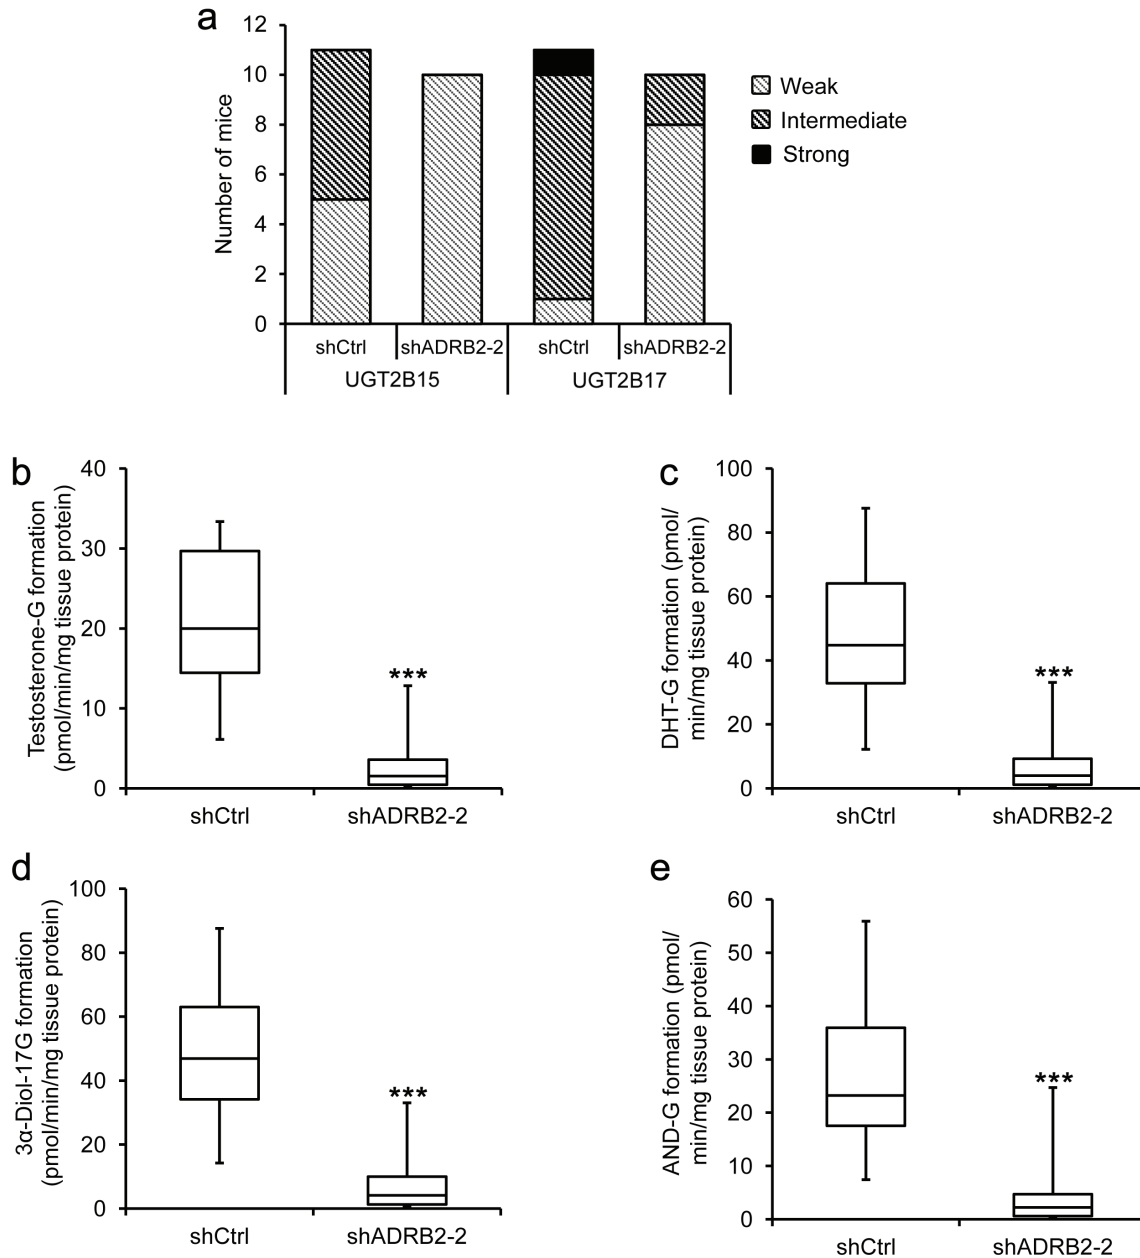 a
12
10
8
6
4
2
0
Number of mice
Weak
Intermediate
Strong
shCtrl shADRB2-2 shCtrl shADRB2-2
UGT2B15 UGT2B17
b
40
30
20
10
0
Testosterone-G formation
(pmol/min/mg tissue protein)
***
shCtrl shADRB2-2
c
100
80
60
40
20
0
DHT-G formation (pmol/
min/mg tissue protein)
***
shCtrl shADRB2-2
d
100
80
60
40
20
0
3α-Diol-17G formation
(pmol/min/mg tissue protein)
***
shCtrl shADRB2-2
e
60
50
40
30
20
10
0
AND-G formation (pmol/
min/mg tissue protein)
***
shCtrl shADRB2-2